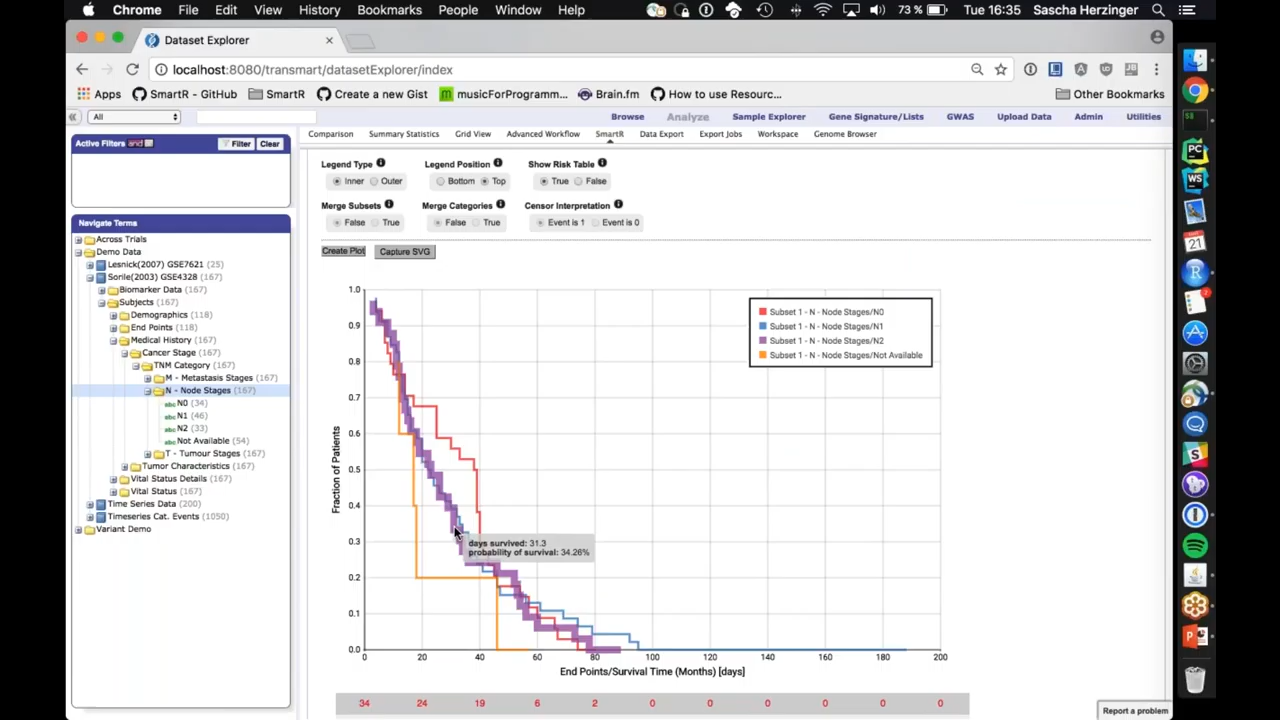 Chrome File Edit View History Bookmarks People Window Help 73 % Tue 16:35 Sascha Herzinger
Dataset Explorer
localhost:8080/transmart/datasetExplorer/index
Apps SmartR - GitHub SmartR Create a new Gist musicForProgramm... Brain.fm How to use Resourc... Other Bookmarks
All Browse Analyze Sample Explorer Gene Signature/Lists GWAS Upload Data Admin Utilities
Comparison Summary Statistics Grid View Advanced Workflow SmartR Data Export Export Jobs Workspace Genome Browser
Active Filters and Filter Clear
Legend Type Legend Position Show Risk Table
Inner Outer Bottom Top True False
Merge Subsets Merge Categories Censor Interpretation
False True False True Event is 1 Event is 0
Create Plot Capture SVG
Navigate Terms
Across Trials
Demo Data
Lesnick(2007) GSE7621 (25)
Sorlie(2003) GSE4328 (167)
Biomarker Data (167)
Subjects (167)
Demographics (118)
End Points (118)
Medical History (167)
Cancer Stage (167)
TNM Category (167)
M - Metastasis Stages (167)
N - Node Stages (167)
N0 (34)
N1 (46)
N2 (33)
Not Available (54)
T - Tumour Stages (167)
Tumor Characteristics (167)
Vital Status Details (167)
Vital Status (167)
Time Series Data (200)
Timeseries Cat. Events (1050)
Variant Demo
Fraction of Patients
1.0
0.9
0.8
0.7
0.6
0.5
0.4
0.3
0.2
0.1
0.0
Subset 1 - N - Node Stages/N0
Subset 1 - N - Node Stages/N1
Subset 1 - N - Node Stages/N2
Subset 1 - N - Node Stages/Not Available
days survived: 31.3
probability of survival: 34.26%
0 20 40 60 80 100 120 140 160 180 200
End Points/Survival Time (Months) [days]
34 24 19 6 2 0 0 0 0 0 0
Report a problem
PC
WS
21
R
S
P